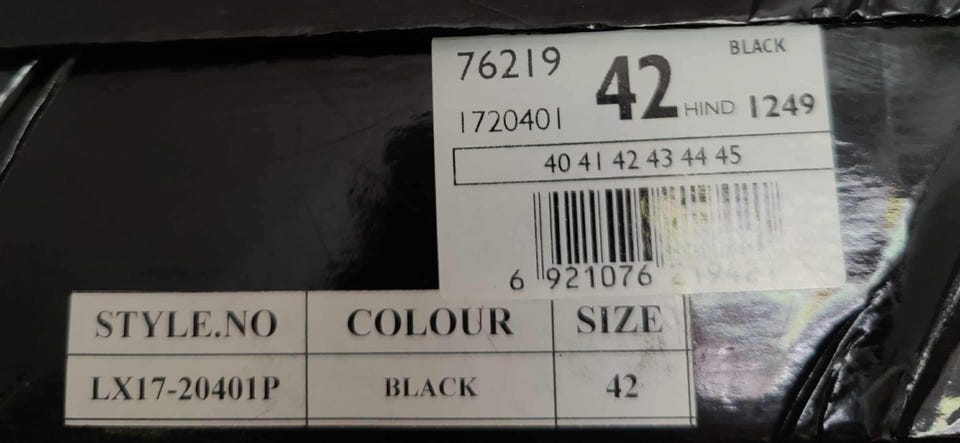 76219 42 BLACK
1720401 HIND 1249
40 41 42 43 44 45
6 921076
STYLE.NO COLOUR SIZE
LX17-20401P BLACK 42